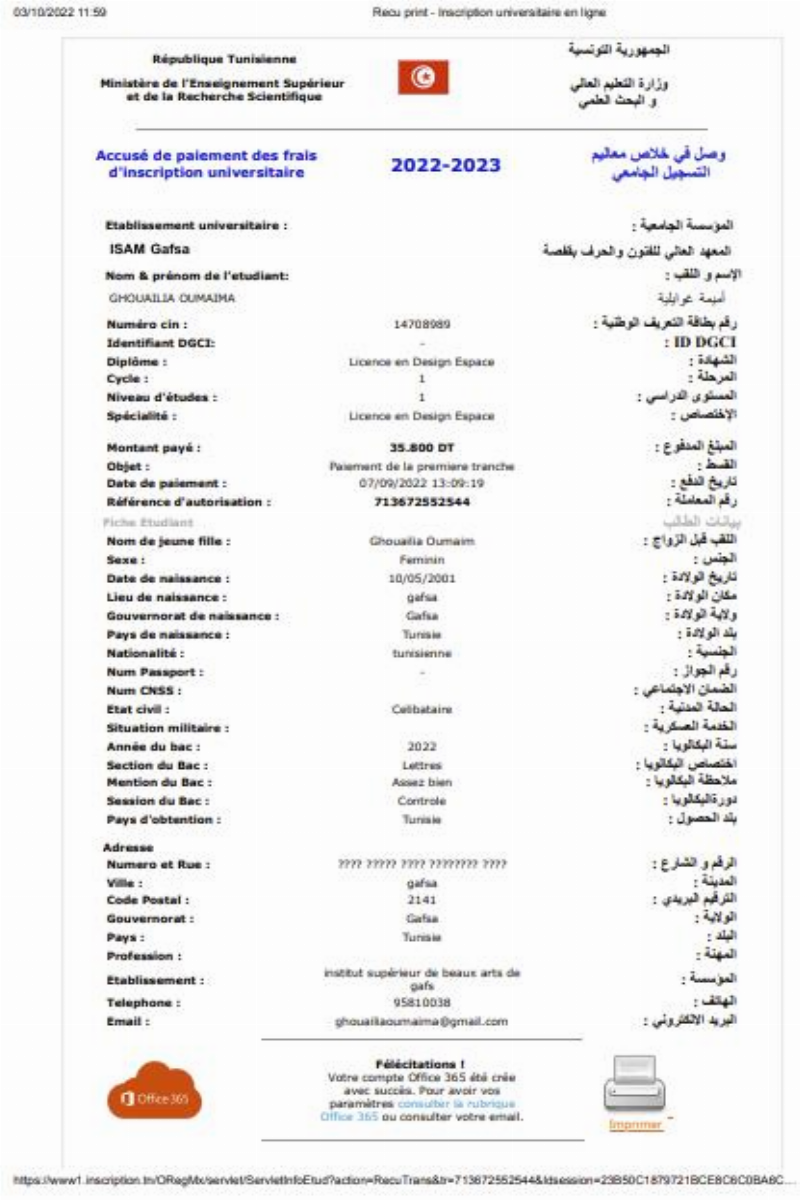 03/10/2022 11:59
Recu print - Inscription universitaire en ligne
République Tunisienne
الجمهورية التونسية
Ministère de l'Enseignement Supérieur
et de la Recherche Scientifique
وزارة التعليم العالي
و البحث العلمي
Accusé de paiement des frais
d'inscription universitaire
2022-2023
وصل في خلاص معاليم
التسجيل الجامعي
Etablissement universitaire :
المؤسسة الجامعية :
ISAM Gafsa
المعهد العالي للفنون والحرف بقفصة
Nom & prénom de l'etudiant:
الإسم و اللقب :
GHOUAILIA OUMAIMA
أميمة غوايلية
Numéro cin : 14708989 رقم بطاقة التعريف الوطنية :
Identifiant DGCI: - ID DGCI :
Diplôme : Licence en Design Espace الشهادة :
Cycle : 1 المرحلة :
Niveau d'études : 1 المستوى الدراسي :
Spécialité : Licence en Design Espace الإختصاص :
Montant payé : 35.800 DT المبلغ المدفوع :
Objet : Paiement de la premiere tranche القسط :
Date de paiement : 07/09/2022 13:09:19 تاريخ الدفع :
Référence d'autorisation : 713672552544 رقم المعاملة :
Fiche Etudiant بيانات الطالب
Nom de jeune fille : Ghouailia Oumaim اللقب قبل الزواج :
Sexe : Feminin الجنس :
Date de naissance : 10/05/2001 تاريخ الولادة :
Lieu de naissance : gafsa مكان الولادة :
Gouvernorat de naissance : Gafsa ولاية الولادة :
Pays de naissance : Tunisie بلد الولادة :
Nationalité : tunisienne الجنسية :
Num Passport : - رقم الجواز :
Num CNSS : الضمان الاجتماعي :
Etat civil : Celibataire الحالة المدنية :
Situation militaire : الخدمة العسكرية :
Année du bac : 2022 سنة البكالوريا :
Section du Bac : Lettres اختصاص البكالوريا :
Mention du Bac : Assez bien ملاحظة البكالوريا :
Session du Bac : Controle دورةالبكالوريا :
Pays d'obtention : Tunisie بلد الحصول :
Adresse
Numero et Rue : ???? ????? ???? ???????? ???? الرقم و الشارع :
Ville : gafsa المدينة :
Code Postal : 2141 الترقيم البريدي :
Gouvernorat : Gafsa الولاية :
Pays : Tunisie البلد :
Profession : المهنة :
Etablissement : institut supérieur de beaux arts de
gafs
المؤسسة :
Telephone : 95810038 الهاتف :
Email : ghouailiaoumaima@gmail.com البريد الالكتروني :
Office 365
Félécitations !
Votre compte Office 365 été crée
avec succès. Pour avoir vos
paramètres consulter la rubrique
Office 365 ou consulter votre email.
Imprimer
https://www1.inscription.tn/ORegMx/servlet/ServletInfoEtud?action=RecuTrans&tr=713672552544&Idsession=23B50C1879721BCE8C6C0BA6C...